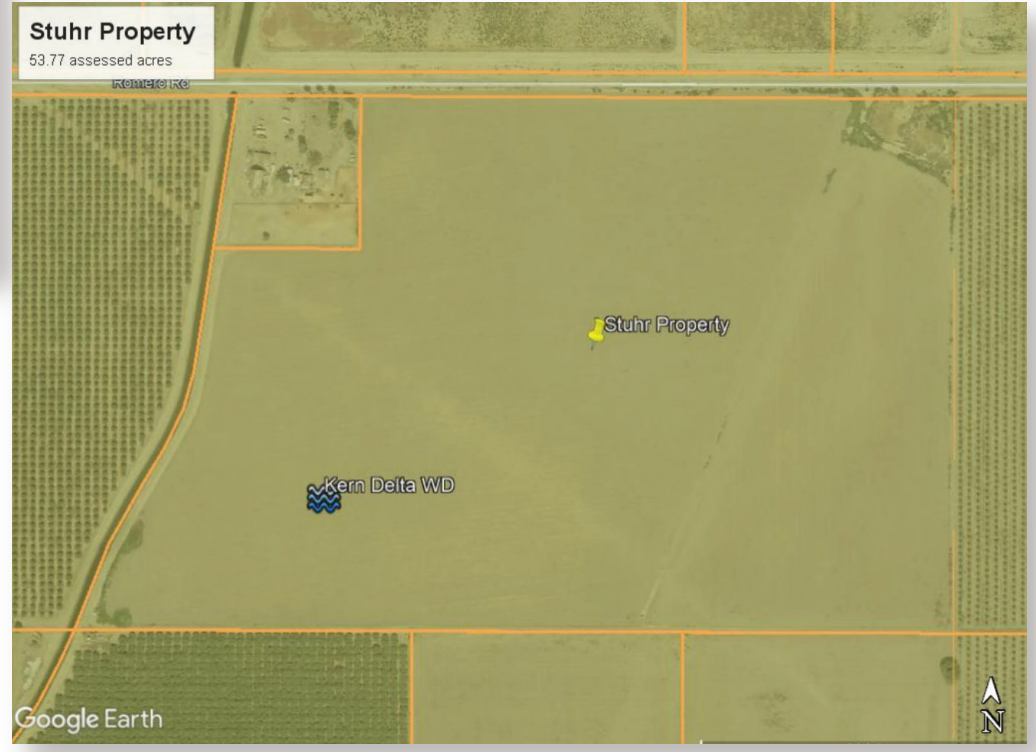 Stuhr Property
53.77 assessed acres
Romero Rd
Stuhr Property
Kern Delta WD
Google Earth
N